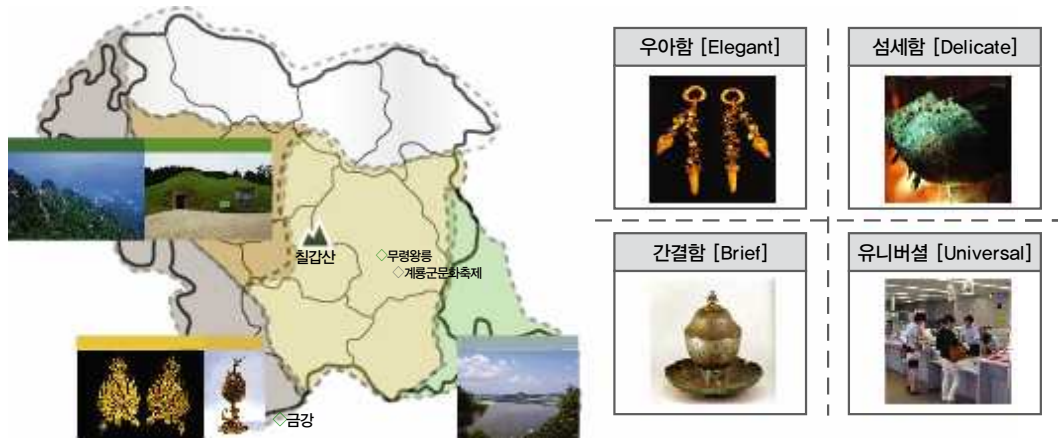 칠갑산
무령왕릉
계룡군문화축제
금강
우아함 [Elegant]
섬세함 [Delicate]
간결함 [Brief]
유니버셜 [Universal]